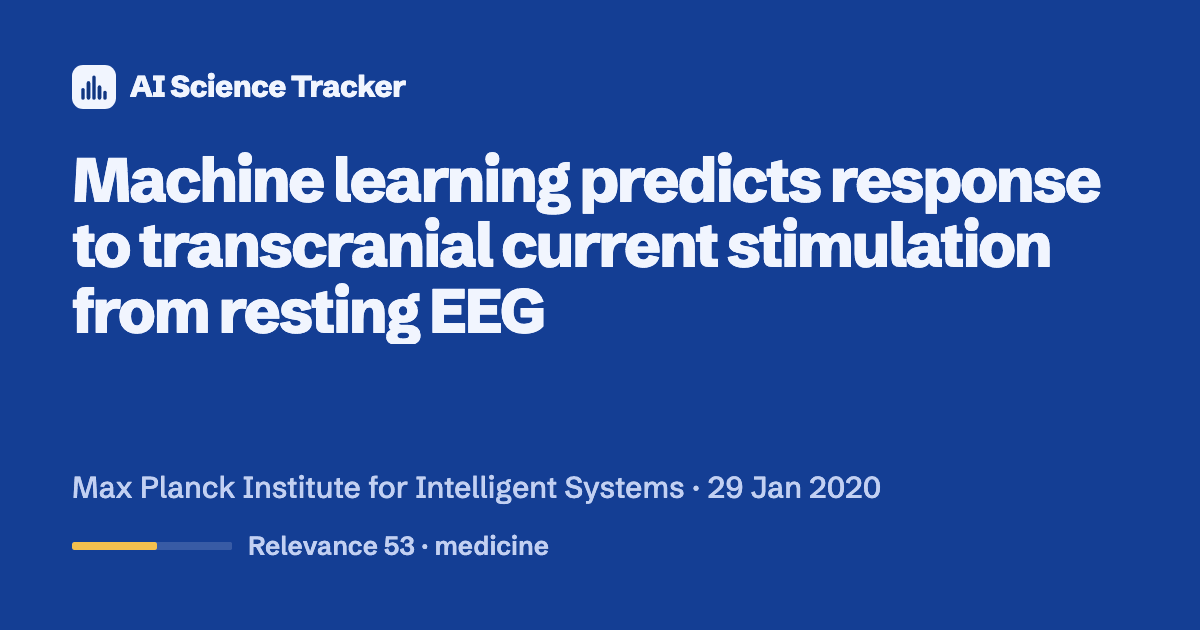 AI Science Tracker
Machine learning predicts response
to transcranial current stimulation
from resting EEG
Max Planck Institute for Intelligent Systems · 29 Jan 2020
Relevance 53 · medicine